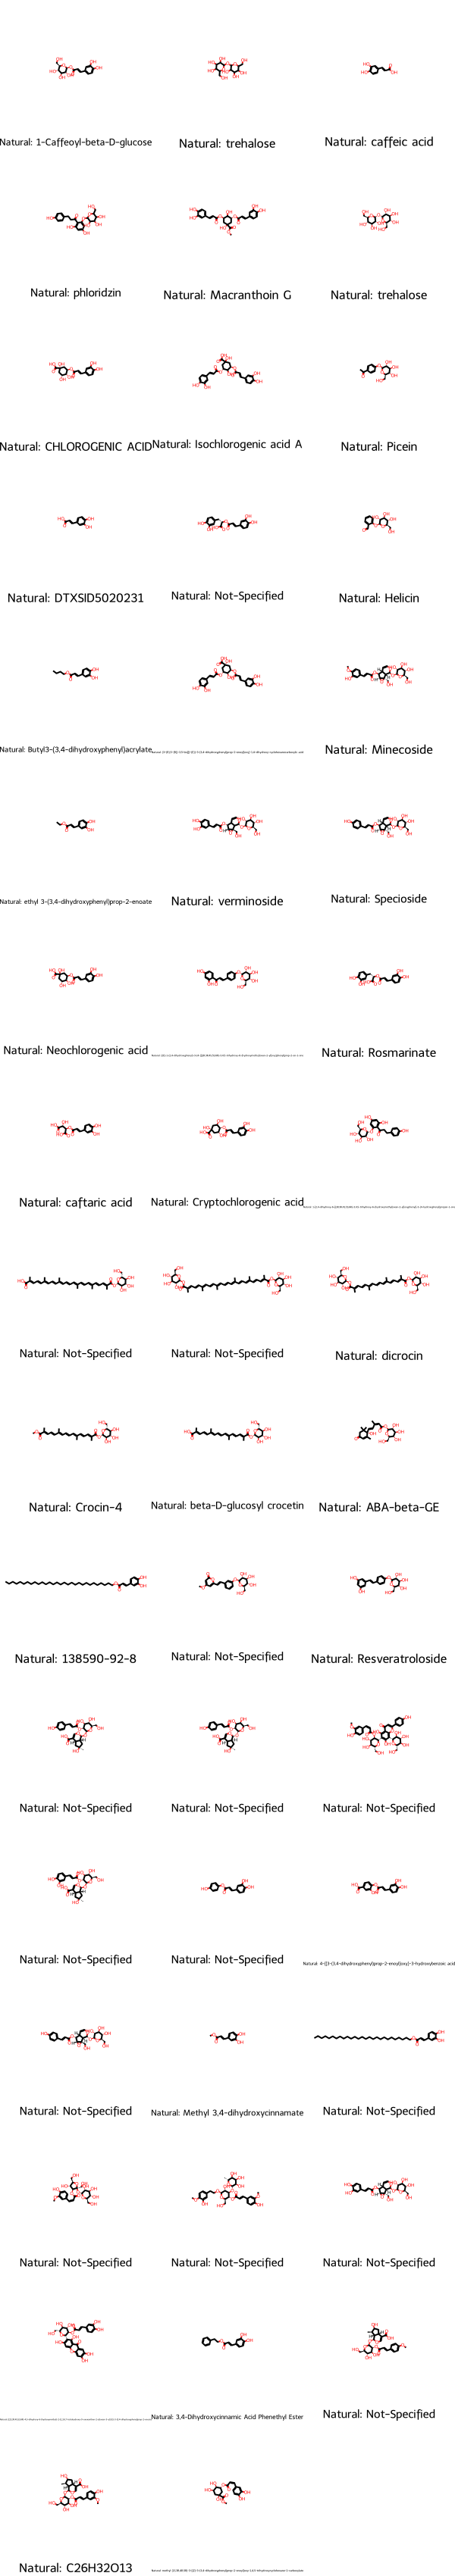 Natural: 1-Caffeoyl-beta-D-glucose
Natural: trehalose
Natural: caffeic acid
Natural: phloridzin
Natural: Macranthoin G
Natural: trehalose
Natural: CHLOROGENIC ACID
Natural: Isochlorogenic acid A
Natural: Picein
Natural: DTXSID5020231
Natural: Not-Specified
Natural: Helicin
Natural: Butyl3-(3,4-dihydroxyphenyl)acrylate
Natural: Minecoside
Natural: ethyl 3-(3,4-dihydroxyphenyl)prop-2-enoate
Natural: verminoside
Natural: Specioside
Natural: Neochlorogenic acid
Natural: Rosmarinate
Natural: caftaric acid
Natural: Cryptochlorogenic acid
Natural: Not-Specified
Natural: Not-Specified
Natural: dicrocin
Natural: Crocin-4
Natural: beta-D-glucosyl crocetin
Natural: ABA-beta-GE
Natural: 138590-92-8
Natural: Not-Specified
Natural: Resveratroloside
Natural: Not-Specified
Natural: Not-Specified
Natural: Not-Specified
Natural: Not-Specified
Natural: Not-Specified
Natural: 4-[3-(3,4-dihydroxyphenyl)prop-2-enoyl]oxy]-3-hydroxybenzoic acid
Natural: Not-Specified
Natural: Methyl 3,4-dihydroxycinnamate
Natural: Not-Specified
Natural: Not-Specified
Natural: Not-Specified
Natural: Not-Specified
Natural: 3,4-Dihydroxycinnamic Acid Phenethyl Ester
Natural: Not-Specified
Natural: C26H32O13